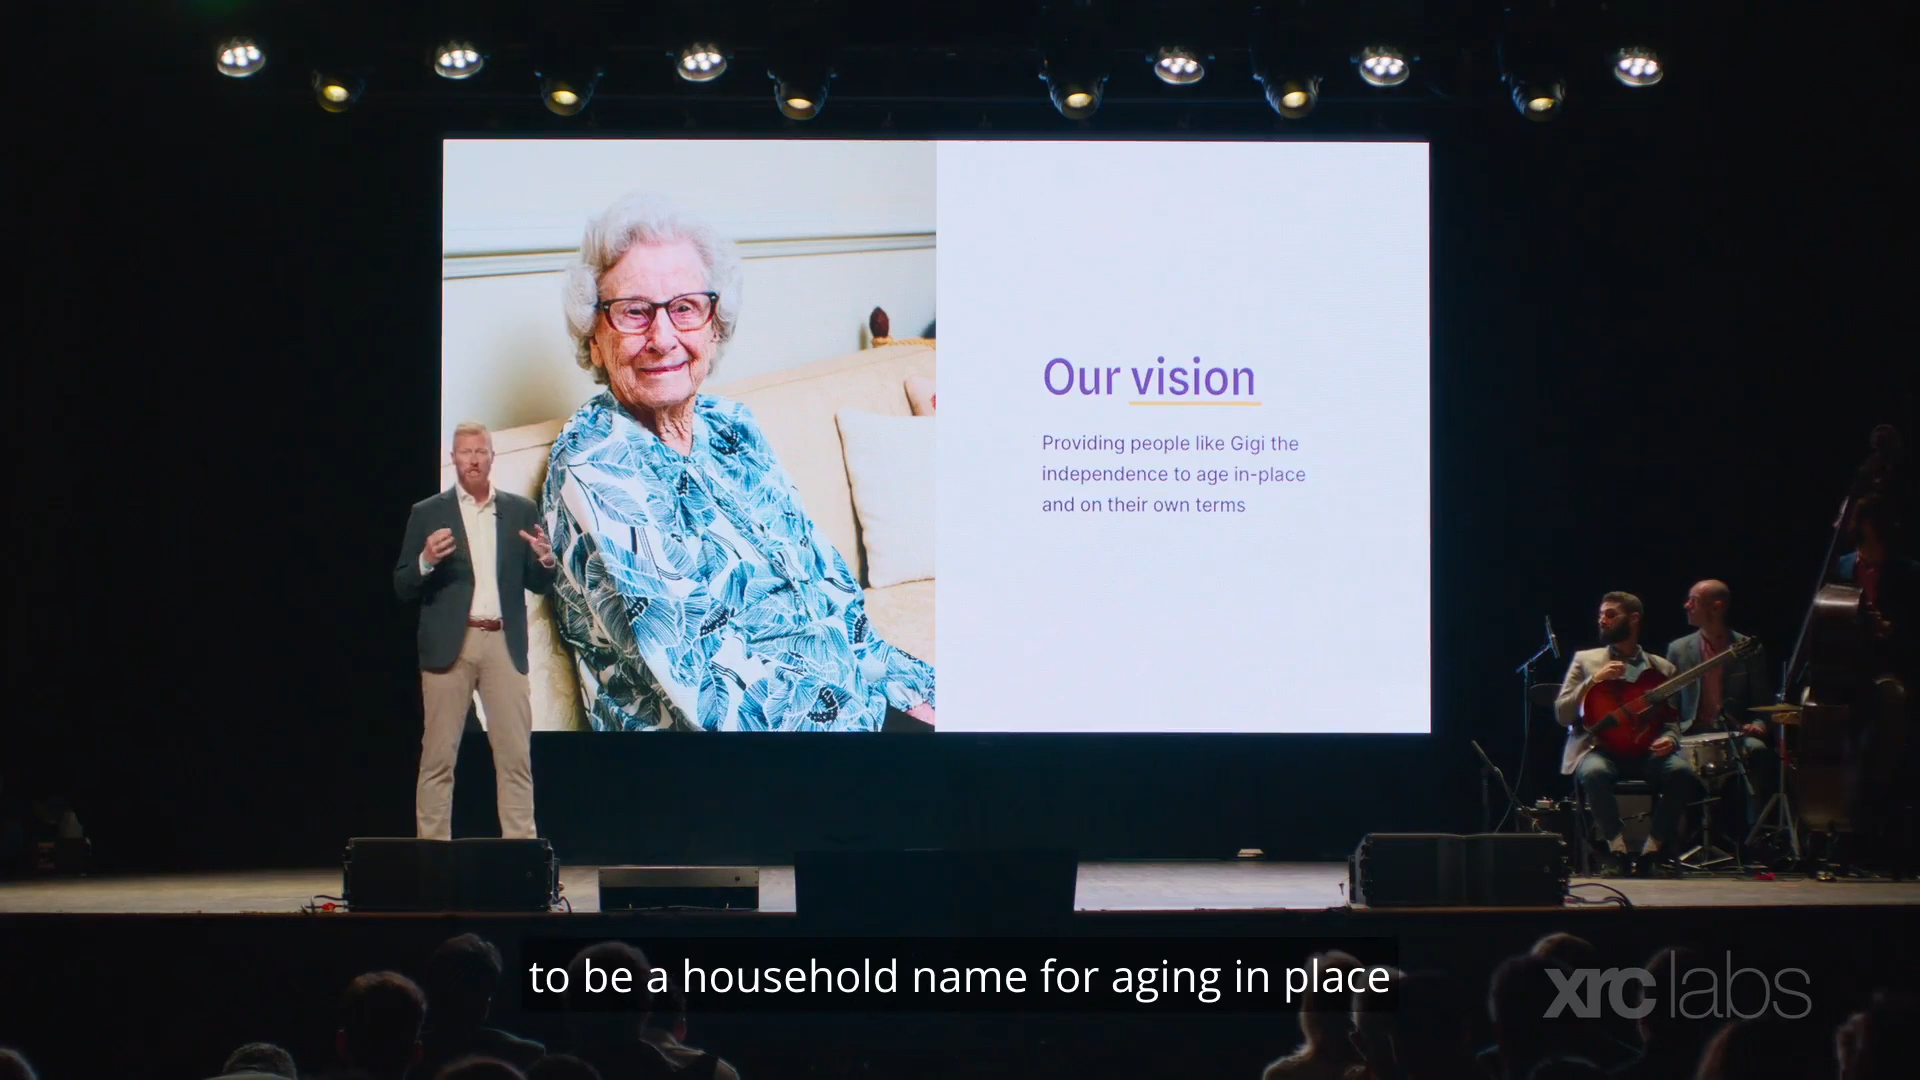 Our vision
Providing people like Gigi the
independence to age in-place
and on their own terms
to be a household name for aging in place
xrc labs